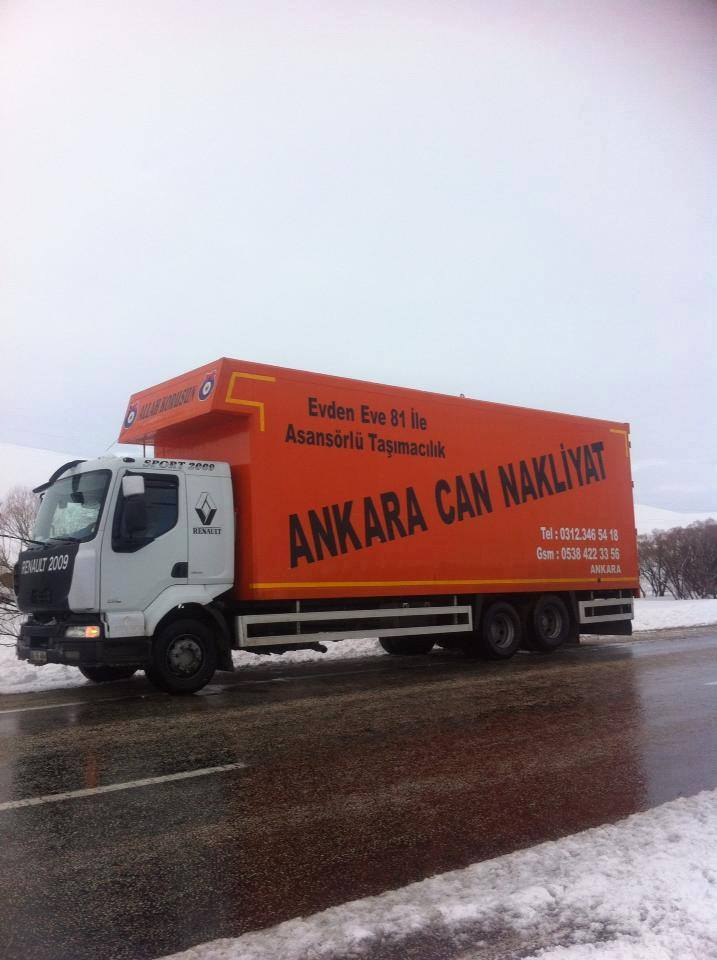 ALLAH KORUSUN
Evden Eve 81 İle
Asansörlü Taşımacılık
ANKARA CAN NAKLİYAT
Tel : 0312.346 54 18
Gsm : 0538 422 33 56
ANKARA
SPORT 2009
RENAULT
RENAULT 2009